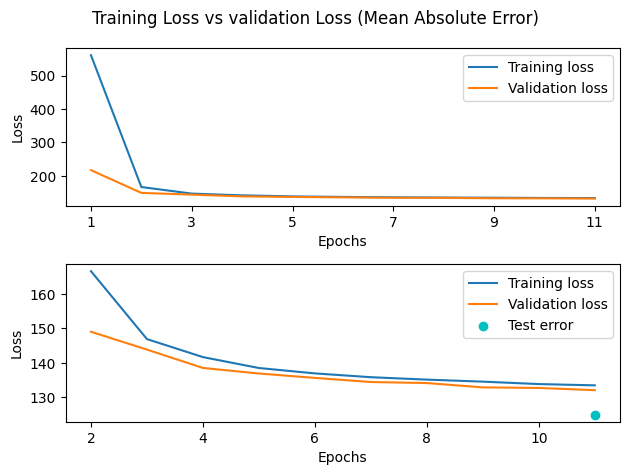 Training Loss vs validation Loss (Mean Absolute Error)
500
400
300
200
Loss
Training loss
Validation loss
1 3 5 7 9 11
Epochs
160
150
140
130
Loss
Training loss
Validation loss
Test error
2 4 6 8 10
Epochs